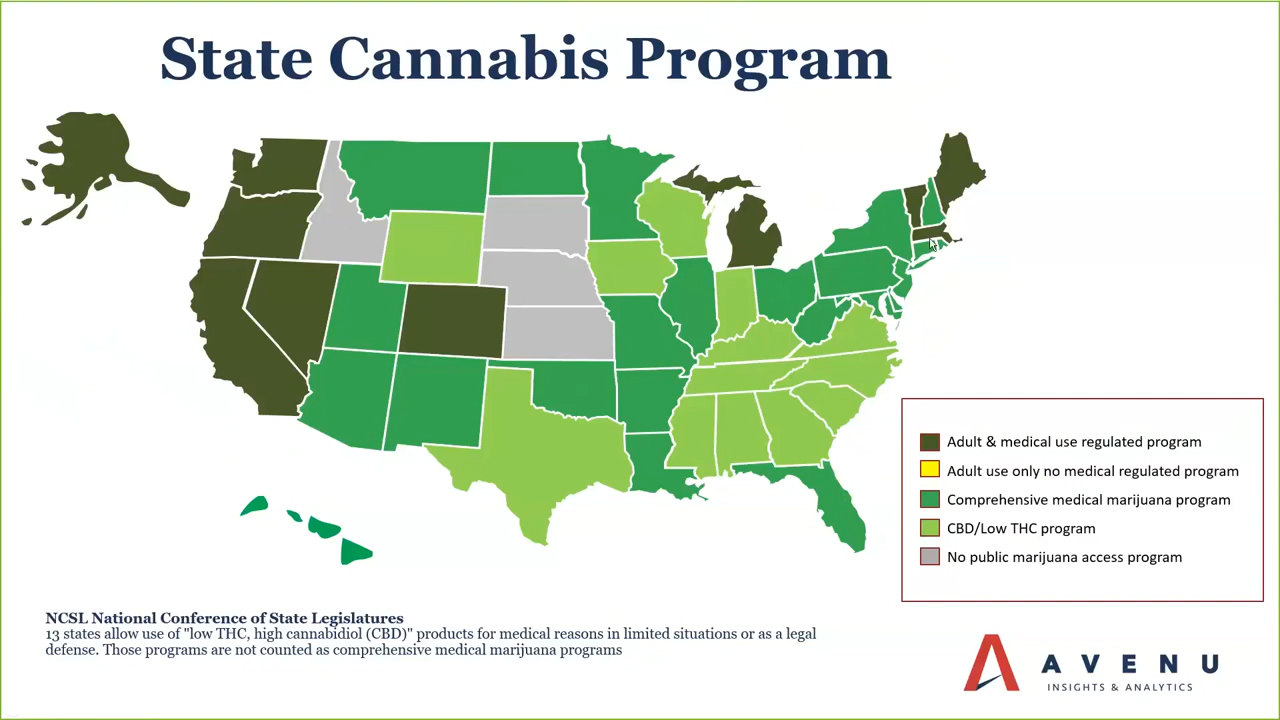 State Cannabis Program
Adult & medical use regulated program
Adult use only no medical regulated program
Comprehensive medical marijuana program
CBD/Low THC program
No public marijuana access program
NCSL National Conference of State Legislatures
13 states allow use of "low THC, high cannabidiol (CBD)" products for medical reasons in limited situations or as a legal
defense. Those programs are not counted as comprehensive medical marijuana programs
AVENU
INSIGHTS & ANALYTICS